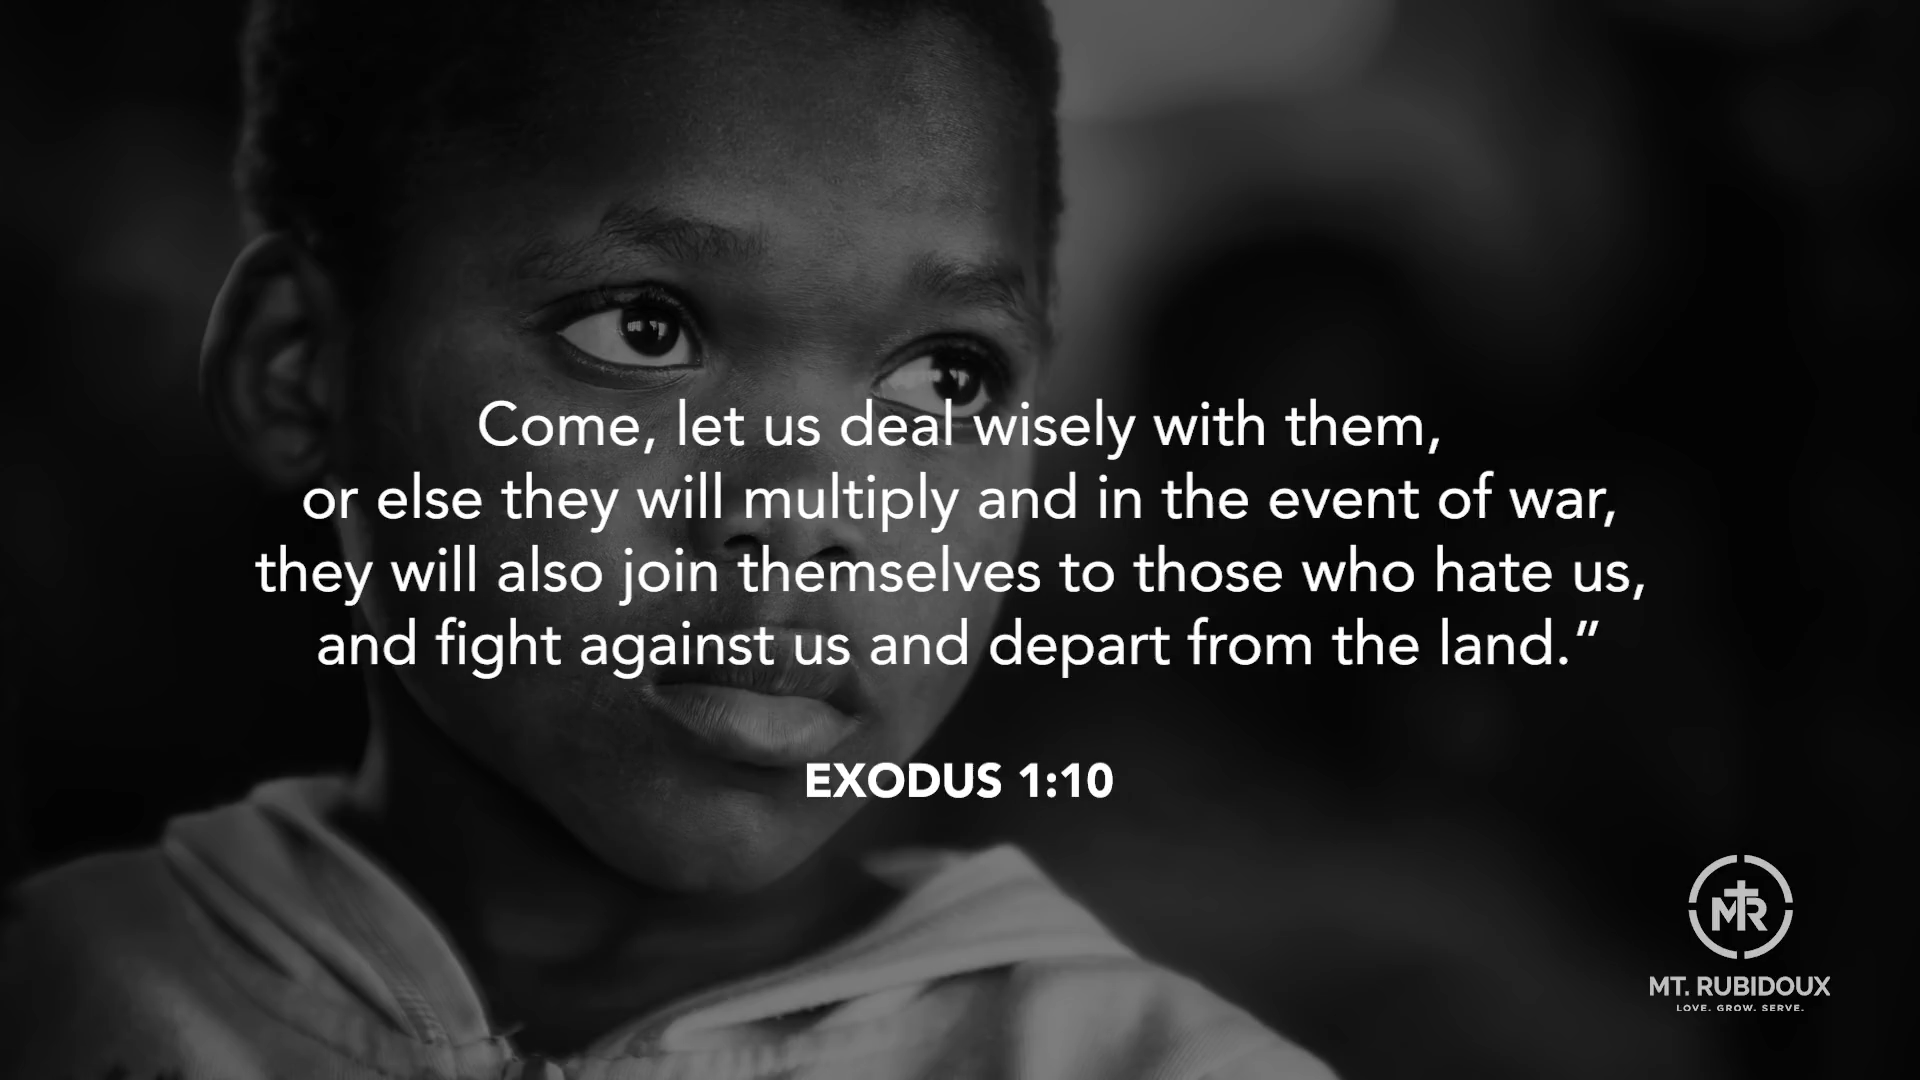 Come, let us deal wisely with them,
or else they will multiply and in the event of war,
they will also join themselves to those who hate us,
and fight against us and depart from the land.”
EXODUS 1:10
MR
MT. RUBIDOUX
LOVE. GROW. SERVE.